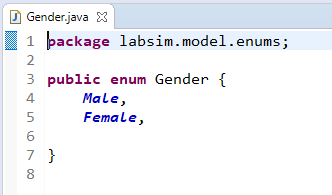 Gender.java
1 package labsim.model.enums;
2
3 public enum Gender {
4 Male,
5 Female,
6
7 }
8